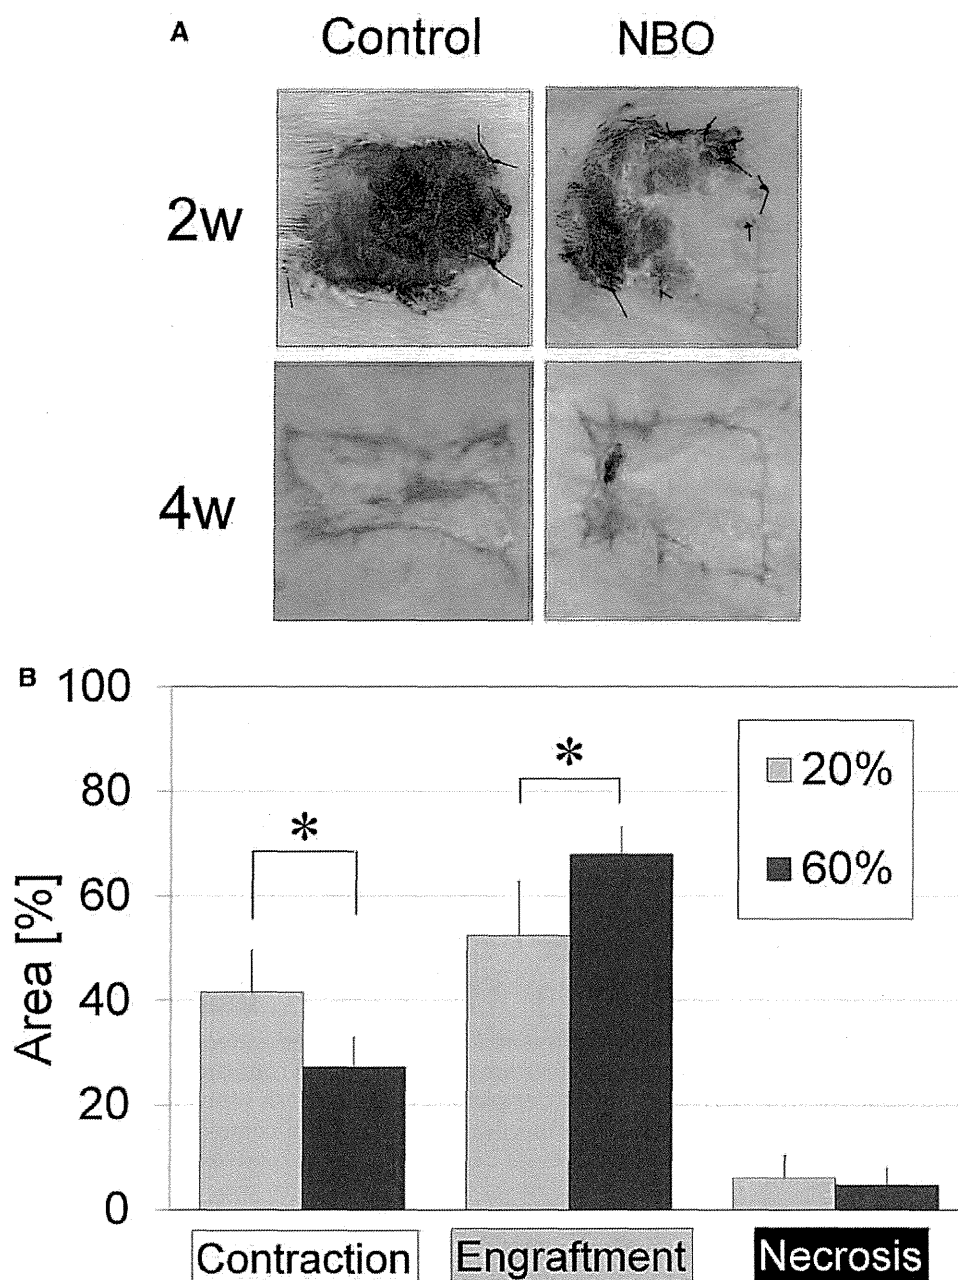 A
Control NBO
2w
4w
B
100
80
60
40
20
0
Area [%]
*
*
20%
60%
Contraction Engraftment Necrosis